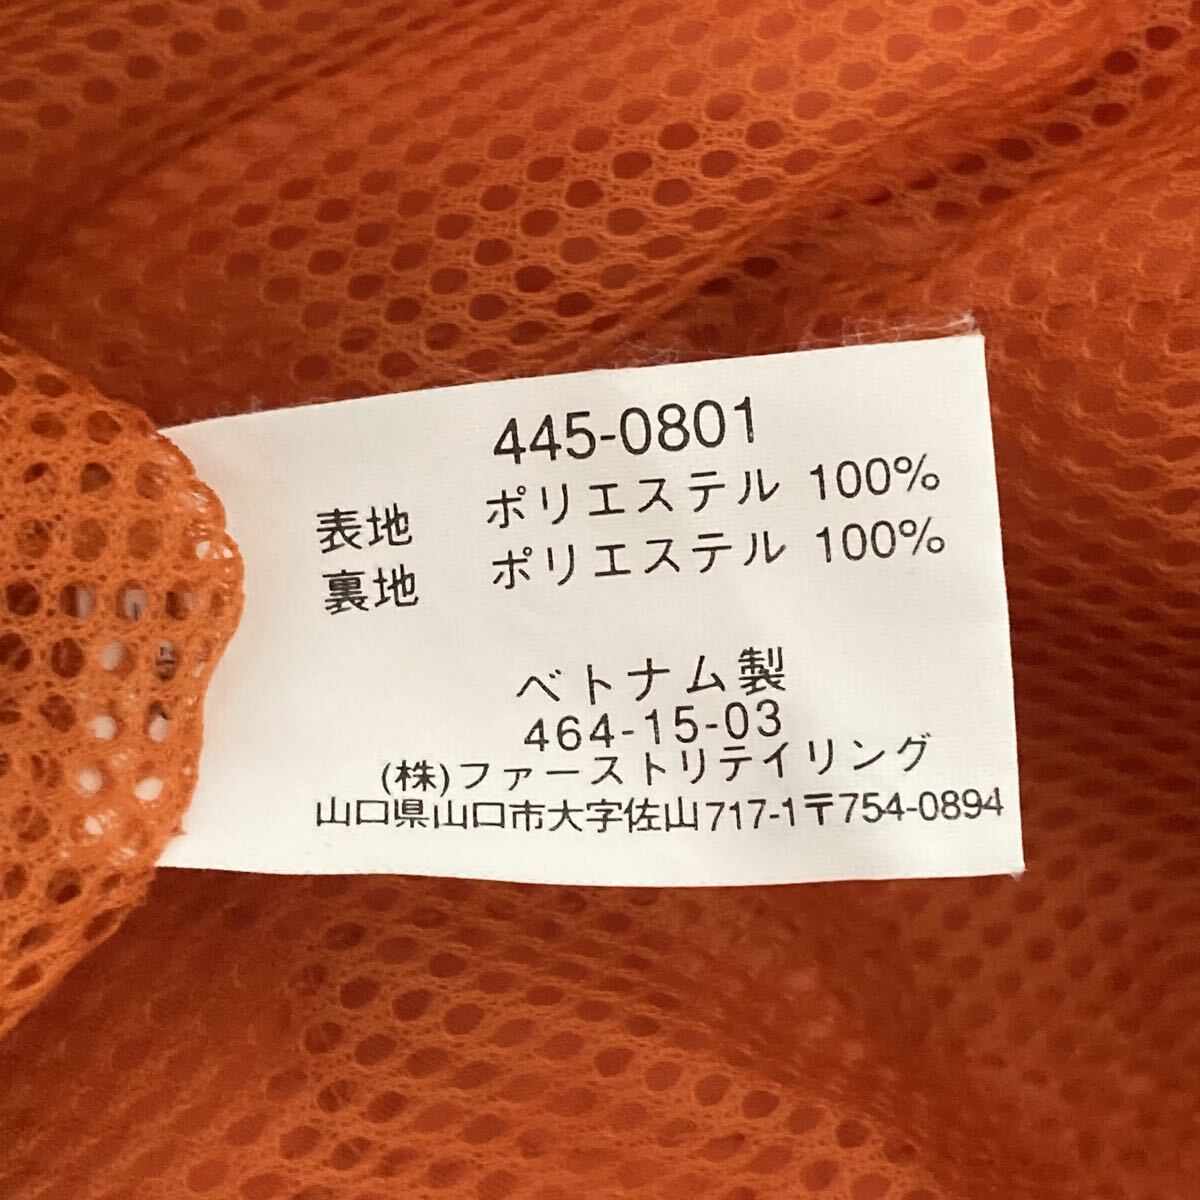 445-0801
表地 ポリエステル 100%
裏地 ポリエステル 100%
ベトナム製
464-15-03
(株)ファーストリテイリング
山口県山口市大字佐山717-1〒754-0894